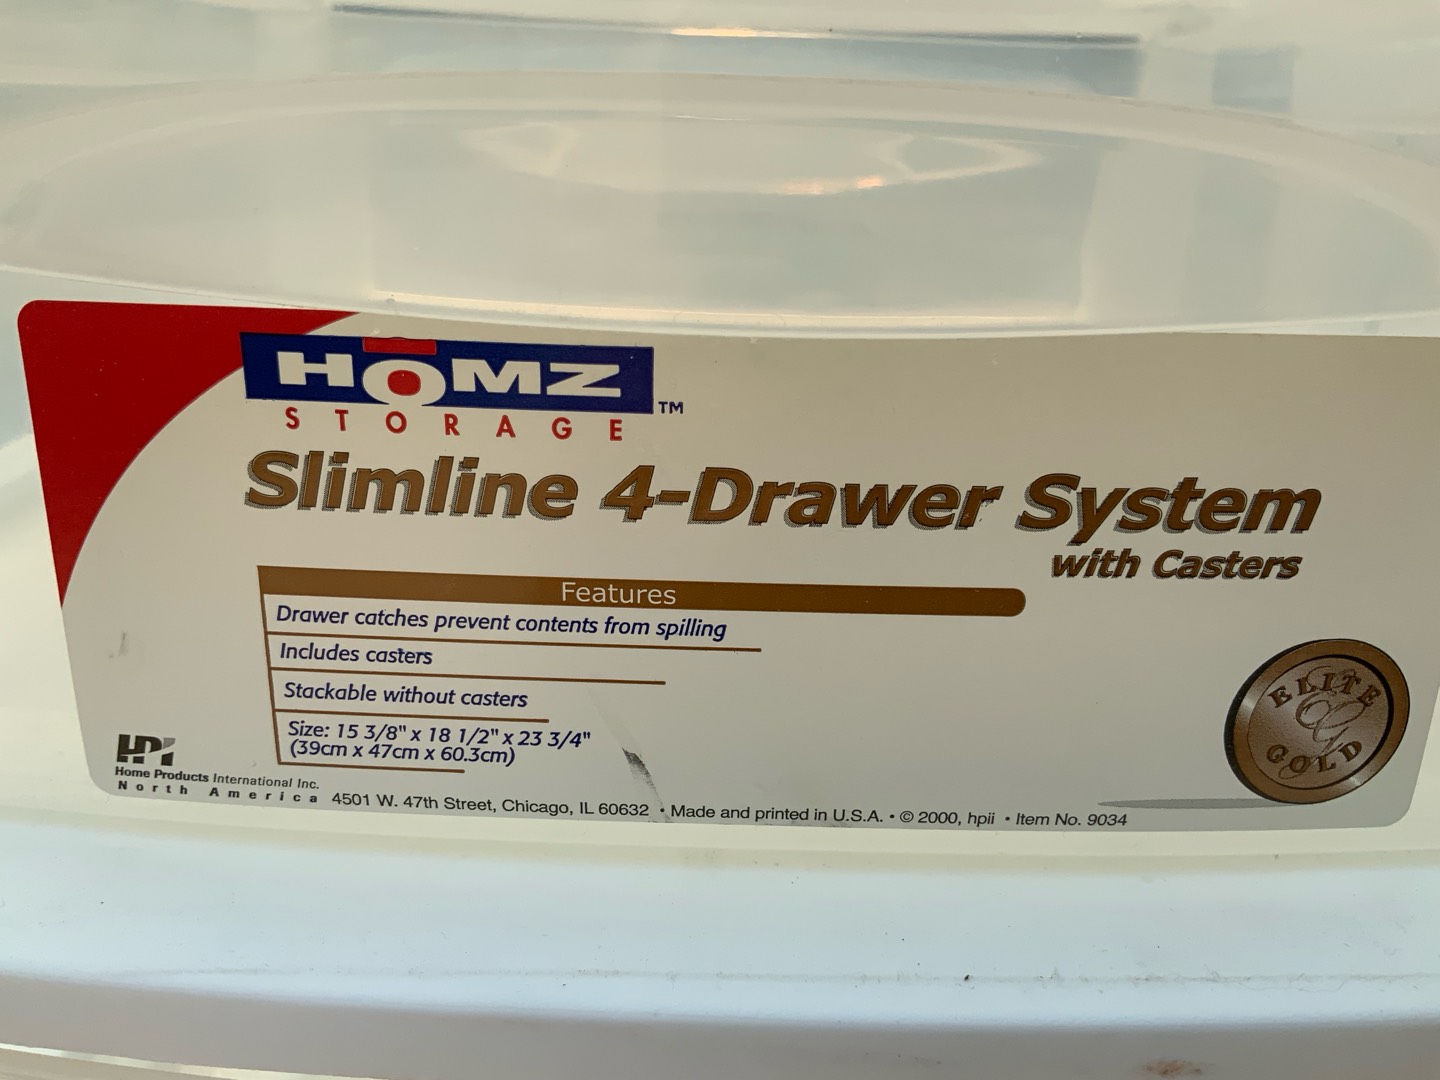 HOMZ™
STORAGE
Slimline 4-Drawer System
with Casters
Features
Drawer catches prevent contents from spilling
Includes casters
Stackable without casters
Size: 15 3/8" x 18 1/2" x 23 3/4"
(39cm x 47cm x 60.3cm)
ELITE
GOLD
HPI
Home Products International Inc.
North America 4501 W. 47th Street, Chicago, IL 60632 • Made and printed in U.S.A. • © 2000, hpii • Item No. 9034